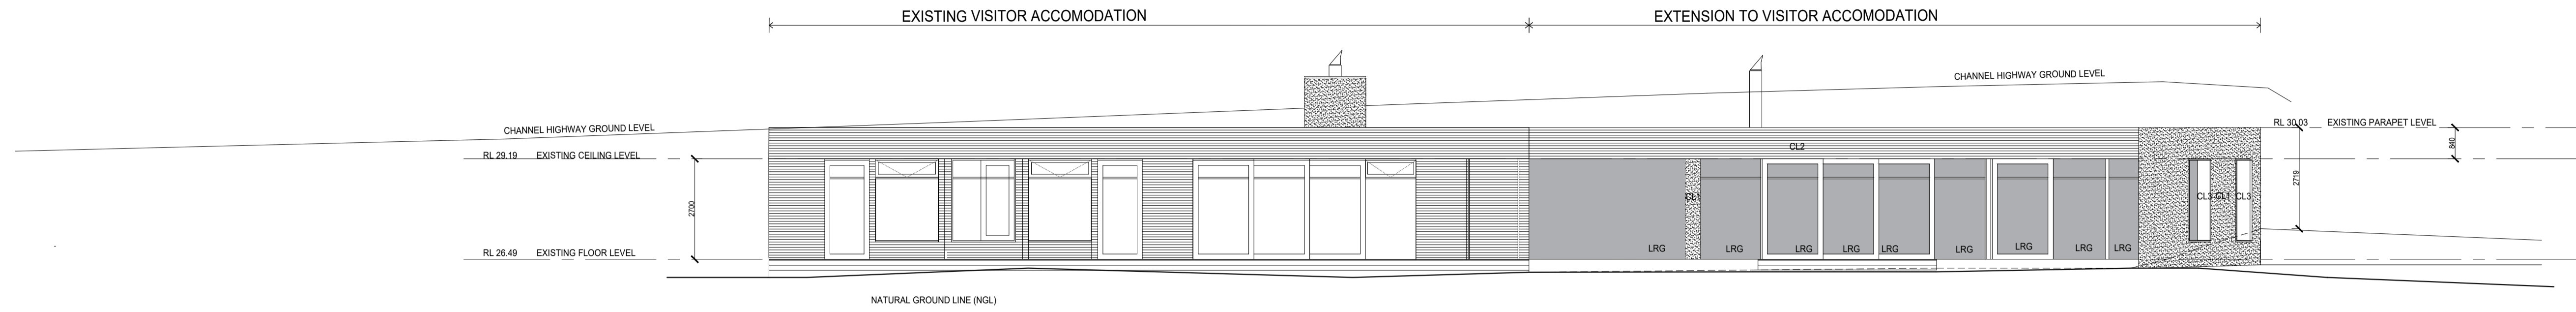 EXISTING VISITOR ACCOMODATION
EXTENSION TO VISITOR ACCOMODATION
CHANNEL HIGHWAY GROUND LEVEL
CHANNEL HIGHWAY GROUND LEVEL
RL 30.03 EXISTING PARAPET LEVEL
RL 29.19 EXISTING CEILING LEVEL
840
CL2
2719
2700
CL1
CL3 CL1 CL3
LRG LRG LRG LRG LRG LRG LRG LRG LRG
RL 26.49 EXISTING FLOOR LEVEL
NATURAL GROUND LINE (NGL)